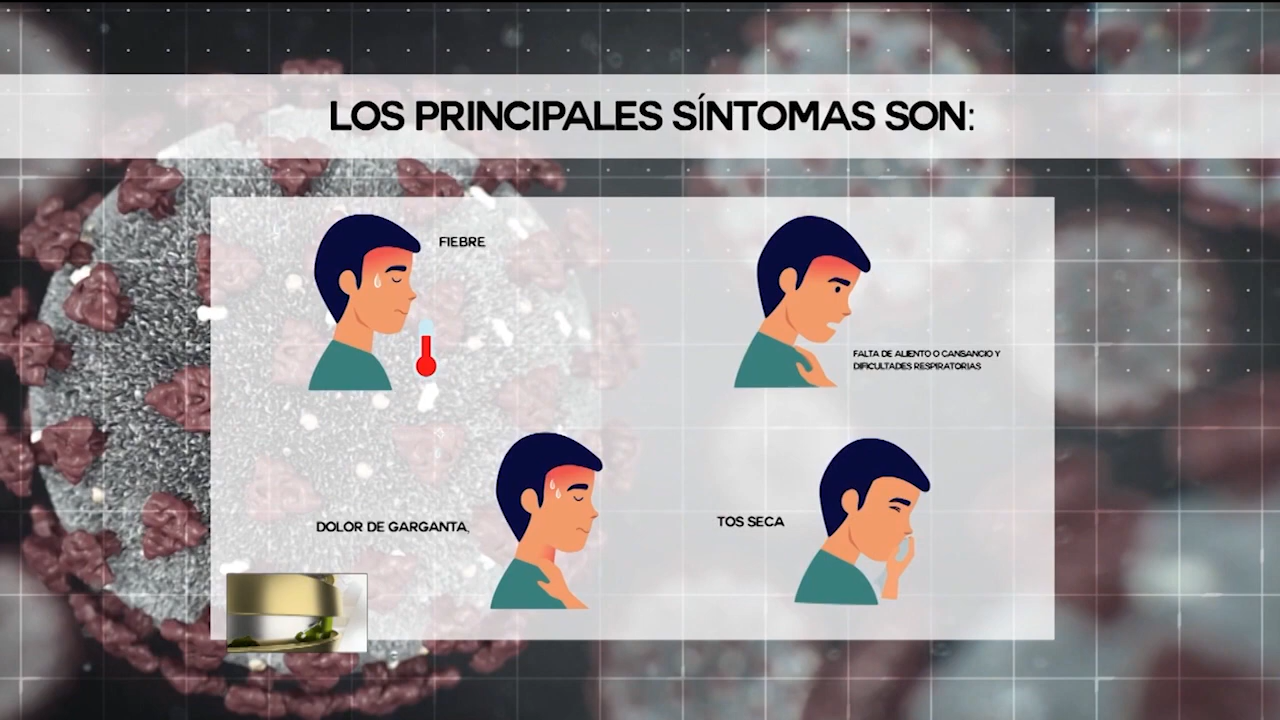 LOS PRINCIPALES SÍNTOMAS SON:
FIEBRE
FALTA DE ALIENTO O CANSANCIO Y
DIFICULTADES RESPIRATORIAS
DOLOR DE GARGANTA,
TOS SECA